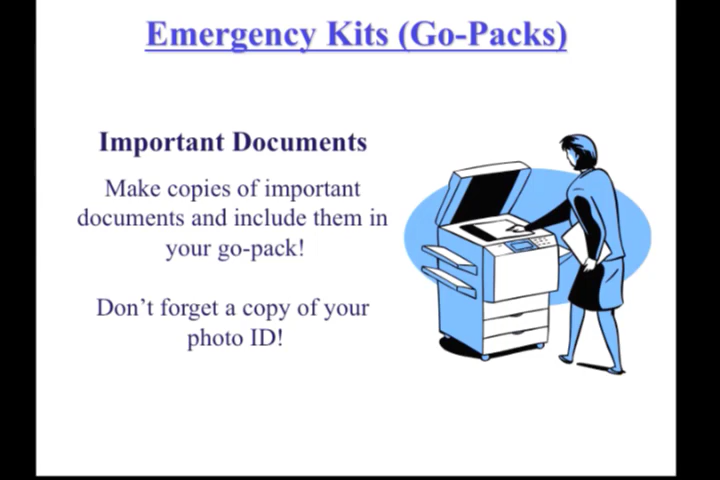 Emergency Kits (Go-Packs)
Important Documents
Make copies of important
documents and include them in
your go-pack!
Don’t forget a copy of your
photo ID!